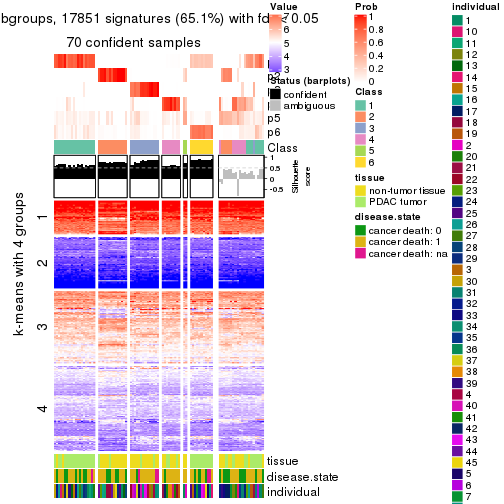 bgroups, 17851 signatures (65.1%) with fd
0.05
70 confident samples
p5
p6
Class
1
0.5
0
-0.5
Silhouette
score
k-means with 4 groups
1
2
3
4
tissue
disease.state
individual
Value
7
6
5
4
3
Status (barplots)
confident
ambiguous
Prob
1
0.8
0.6
0.4
0.2
0
Class
1
2
3
4
5
6
tissue
non-tumor tissue
PDAC tumor
disease.state
cancer death: 0
cancer death: 1
cancer death: na
individual
1
10
11
12
13
14
15
16
17
18
19
2
20
21
22
23
24
25
26
27
28
29
3
30
31
32
33
34
35
36
37
38
39
4
40
41
42
43
44
45
5
6
7